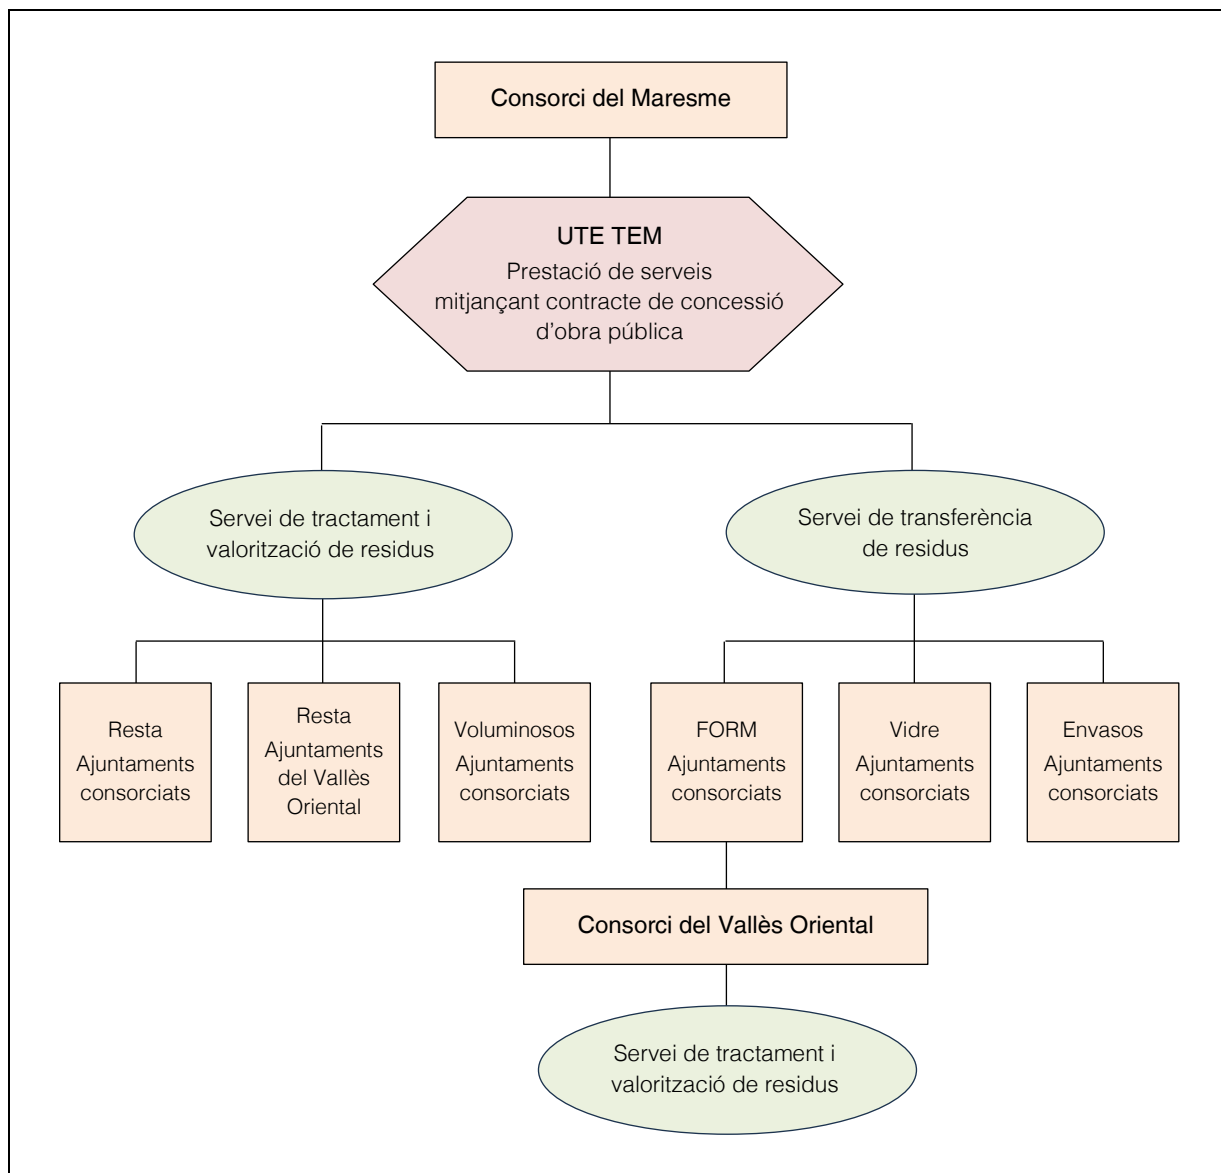 Consorci del Maresme
UTE TEM
Prestació de serveis
mitjançant contracte de concessió
d'obra pública
Servei de tractament i
valorització de residus
Servei de transferència
de residus
Resta
Ajuntaments
consorciats
Resta
Ajuntaments
del Vallès
Oriental
Voluminosos
Ajuntaments
consorciats
FORM
Ajuntaments
consorciats
Vidre
Ajuntaments
consorciats
Envasos
Ajuntaments
consorciats
Consorci del Vallès Oriental
Servei de tractament i
valorització de residus